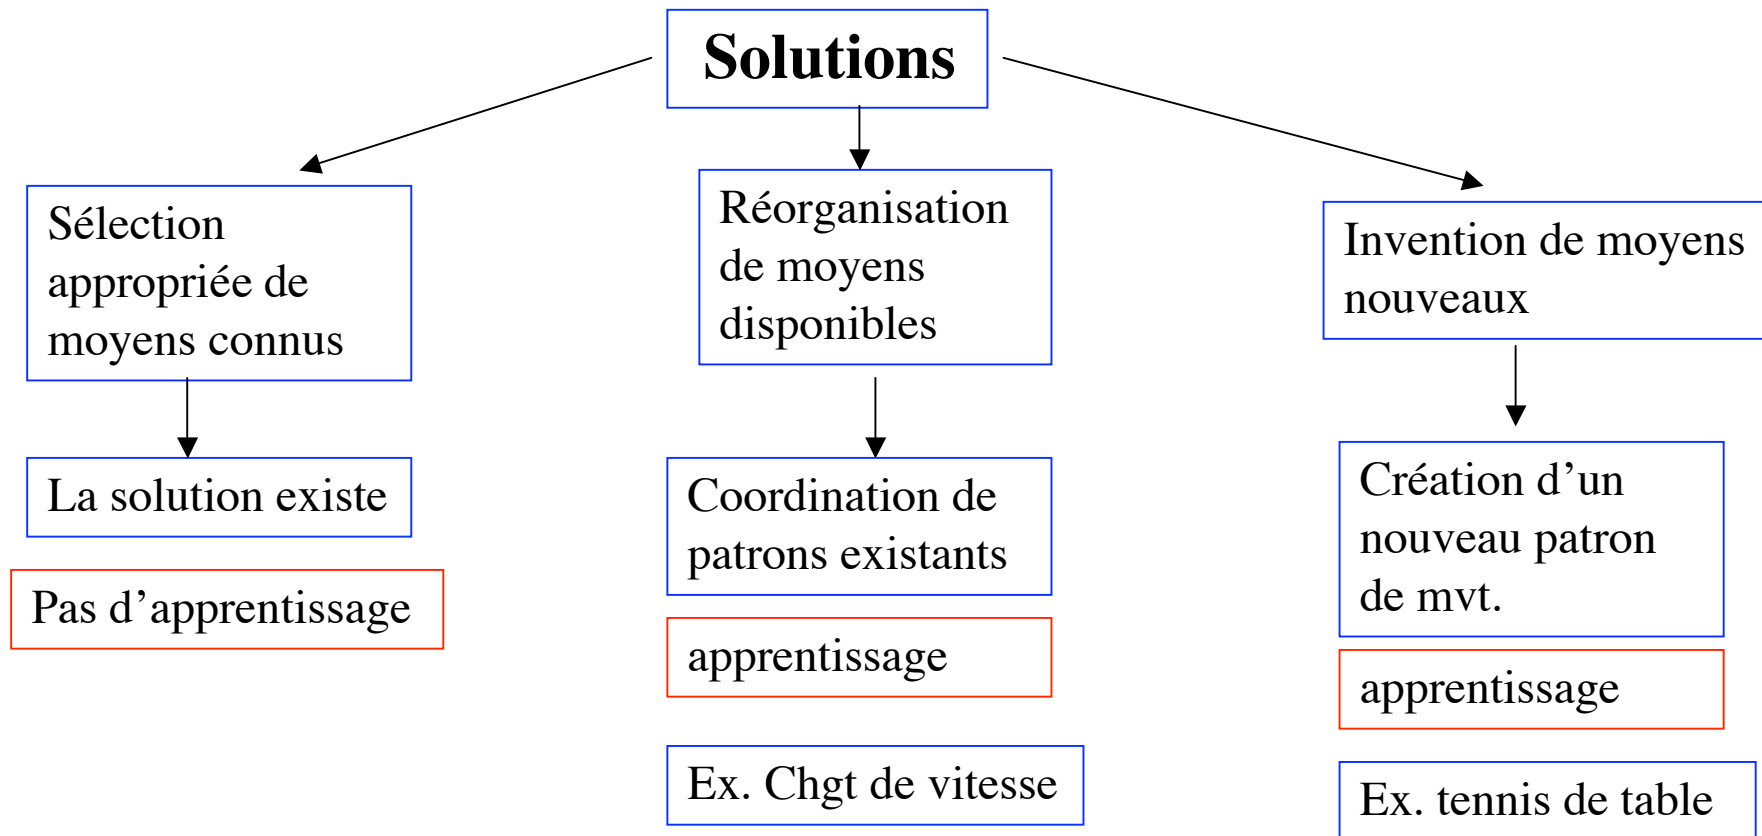 Solutions
Sélection
appropriée de
moyens connus
La solution existe
Pas d’apprentissage
Réorganisation
de moyens
disponibles
Coordination de
patrons existants
apprentissage
Ex. Chgt de vitesse
Invention de moyens
nouveaux
Création d’un
nouveau patron
de mvt.
apprentissage
Ex. tennis de table